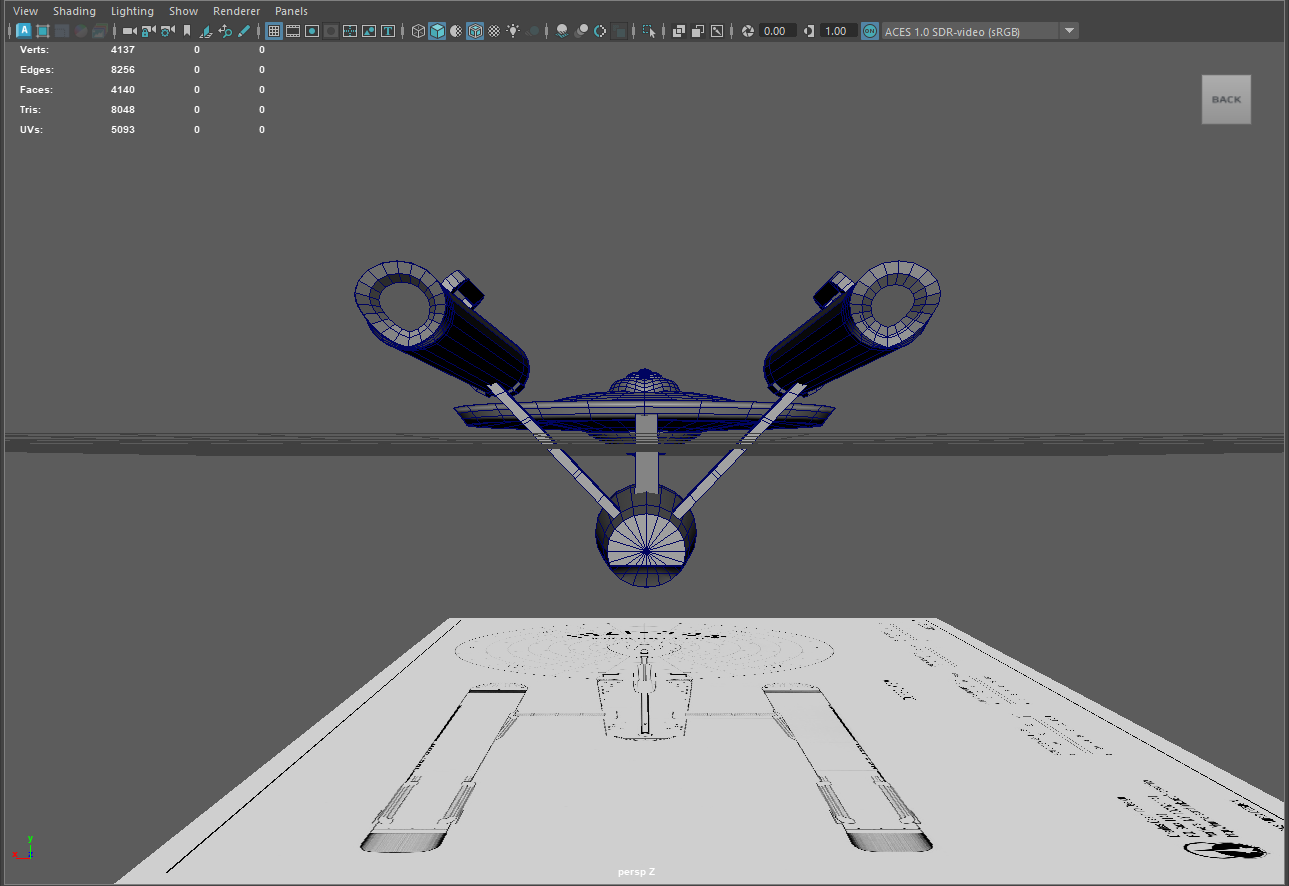 View Shading Lighting Show Renderer Panels
A T 0.00 1.00 ON ACES 1.0 SDR-video (sRGB)
Verts: 4137 0 0
Edges: 8256 0 0
Faces: 4140 0 0
Tris: 8048 0 0
UVs: 5093 0 0
BACK
y
persp Z